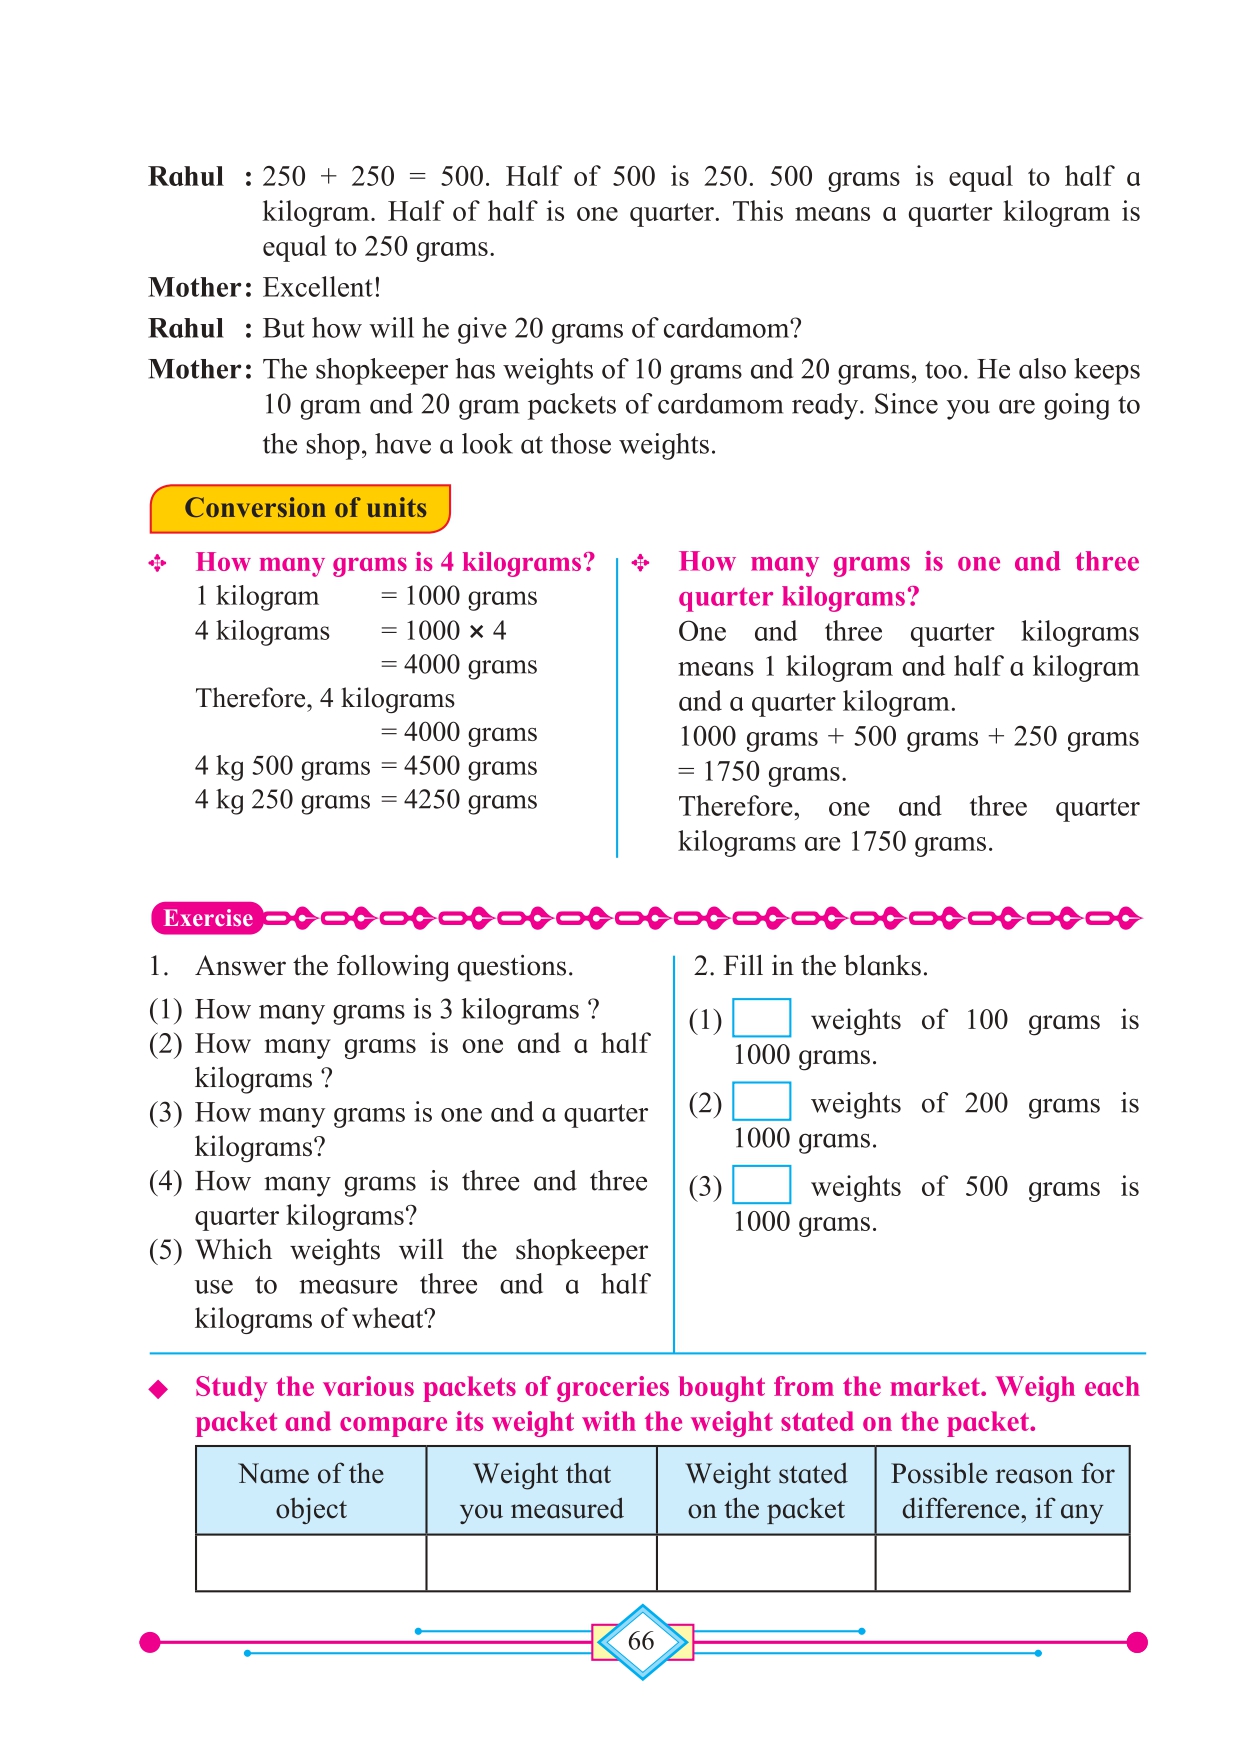 Rahul : 250 + 250 = 500. Half of 500 is 250. 500 grams is equal to half a
kilogram. Half of half is one quarter. This means a quarter kilogram is
equal to 250 grams.
Mother: Excellent!
Rahul : But how will he give 20 grams of cardamom?
Mother: The shopkeeper has weights of 10 grams and 20 grams, too. He also keeps
10 gram and 20 gram packets of cardamom ready. Since you are going to
the shop, have a look at those weights.
Conversion of units
How many grams is 4 kilograms?
1 kilogram = 1000 grams
4 kilograms = 1000 × 4
= 4000 grams
Therefore, 4 kilograms
= 4000 grams
4 kg 500 grams = 4500 grams
4 kg 250 grams = 4250 grams
How many grams is one and three
quarter kilograms?
One and three quarter kilograms
means 1 kilogram and half a kilogram
and a quarter kilogram.
1000 grams + 500 grams + 250 grams
= 1750 grams.
Therefore, one and three quarter
kilograms are 1750 grams.
Exercise
1. Answer the following questions.
(1) How many grams is 3 kilograms ?
(2) How many grams is one and a half
kilograms ?
(3) How many grams is one and a quarter
kilograms?
(4) How many grams is three and three
quarter kilograms?
(5) Which weights will the shopkeeper
use to measure three and a half
kilograms of wheat?
2. Fill in the blanks.
(1) weights of 100 grams is
1000 grams.
(2) weights of 200 grams is
1000 grams.
(3) weights of 500 grams is
1000 grams.
Study the various packets of groceries bought from the market. Weigh each
packet and compare its weight with the weight stated on the packet.
Name of the
object
Weight that
you measured
Weight stated
on the packet
Possible reason for
difference, if any
66